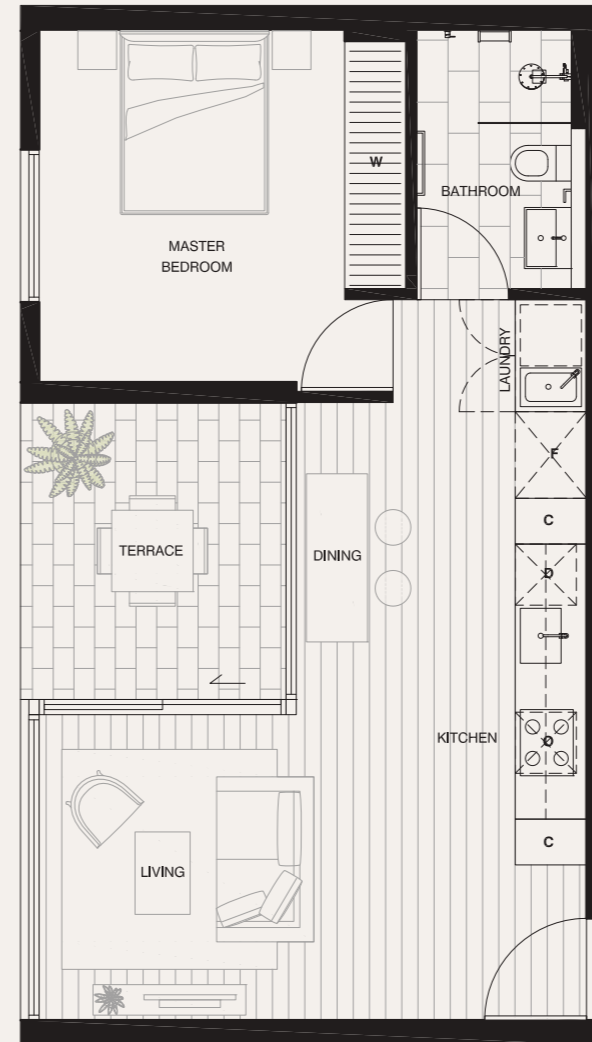 W
BATHROOM
MASTER
BEDROOM
LAUNDRY
F
C
TERRACE
DINING
D
KITCHEN
O
LIVING
C